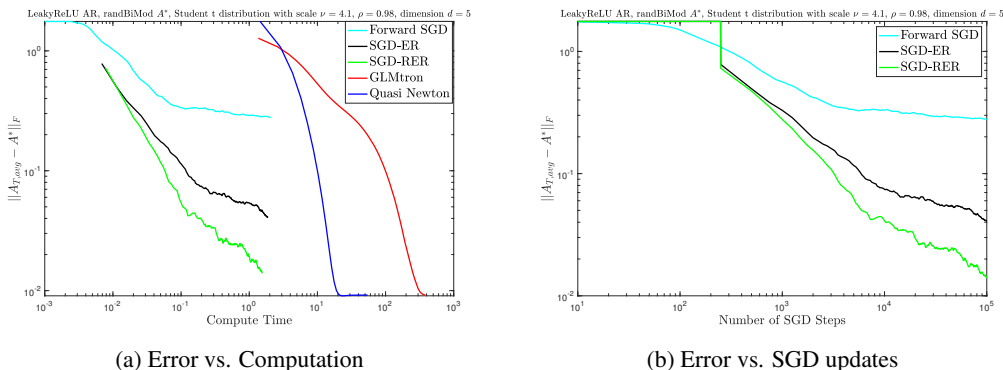 LeakyReLU AR, randBiMod A*, Student t distribution with scale ν = 4.1, ρ = 0.98, dimension d = 5
10^0
10^-1
10^-2
||A_{T,avg} − A*||_F
Forward SGD
SGD-ER
SGD-RER
GLMtron
Quasi Newton
10^-3 10^-2 10^-1 10^0 10^1 10^2 10^3
Compute Time
(a) Error vs. Computation
LeakyReLU AR, randBiMod A*, Student t distribution with scale ν = 4.1, ρ = 0.98, dimension d = 5
10^0
10^-1
10^-2
||A_{T,avg} − A*||_F
Forward SGD
SGD-ER
SGD-RER
10^1 10^2 10^3 10^4 10^5
Number of SGD Steps
(b) Error vs. SGD updates